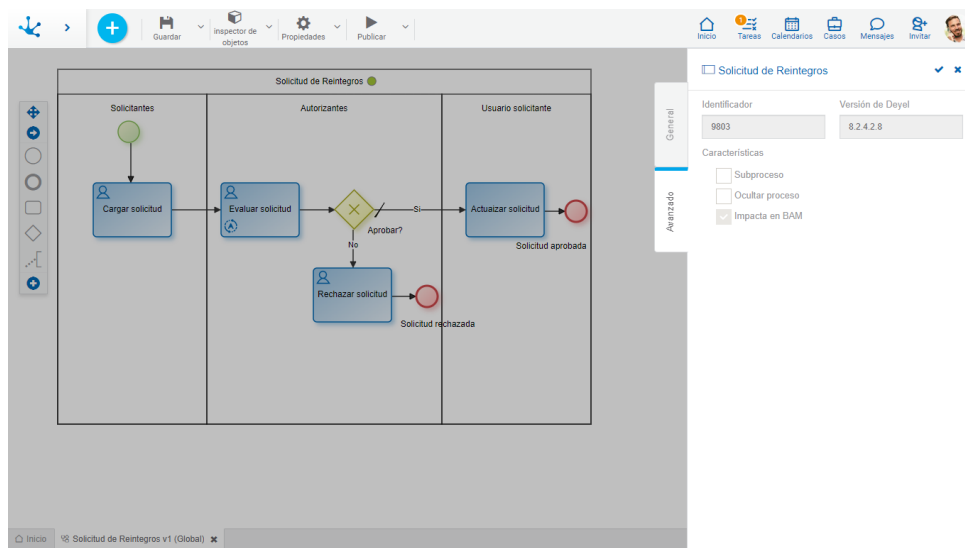 Guardar
inspector de
objetos
Propiedades
Publicar
Inicio
1
Tareas
Calendarios
Casos
Mensajes
Invitar
Solicitud de Reintegros
Solicitantes
Autorizantes
Usuario solicitante
Cargar solicitud
Evaluar solicitud
Aprobar?
Si
No
Actuaizar solicitud
Solicitud aprobada
Rechazar solicitud
Solicitud rechazada
General
Avanzado
Solicitud de Reintegros
Identificador
Versión de Deyel
9803
8.2.4.2.8
Características
Subproceso
Ocultar proceso
Impacta en BAM
Inicio
Solicitud de Reintegros v1 (Global)